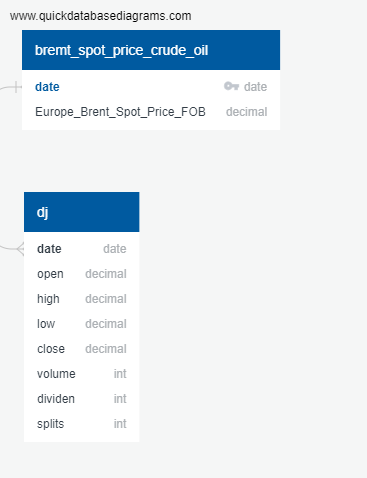 www.quickdatabasediagrams.com
bremt_spot_price_crude_oil
date date
Europe_Brent_Spot_Price_FOB decimal
dj
date date
open decimal
high decimal
low decimal
close decimal
volume int
dividen int
splits int